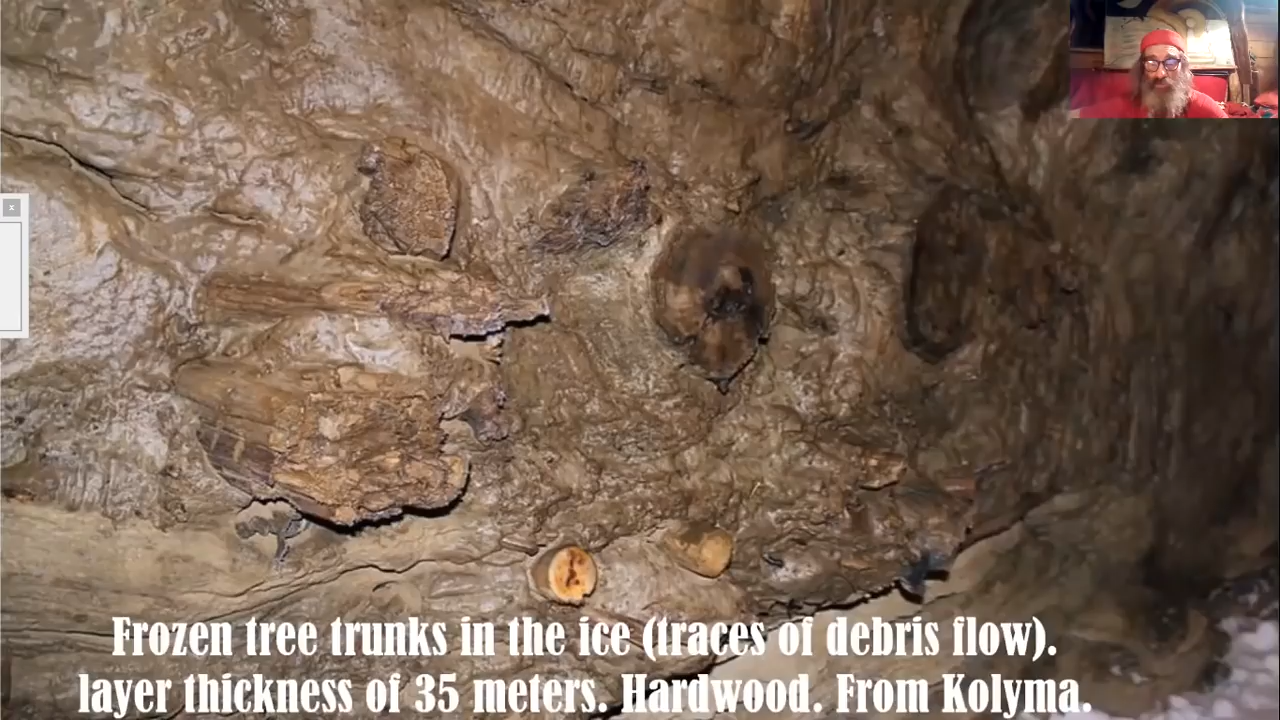 x
Frozen tree trunks in the ice (traces of debris flow).
layer thickness of 35 meters. Hardwood. From Kolyma.